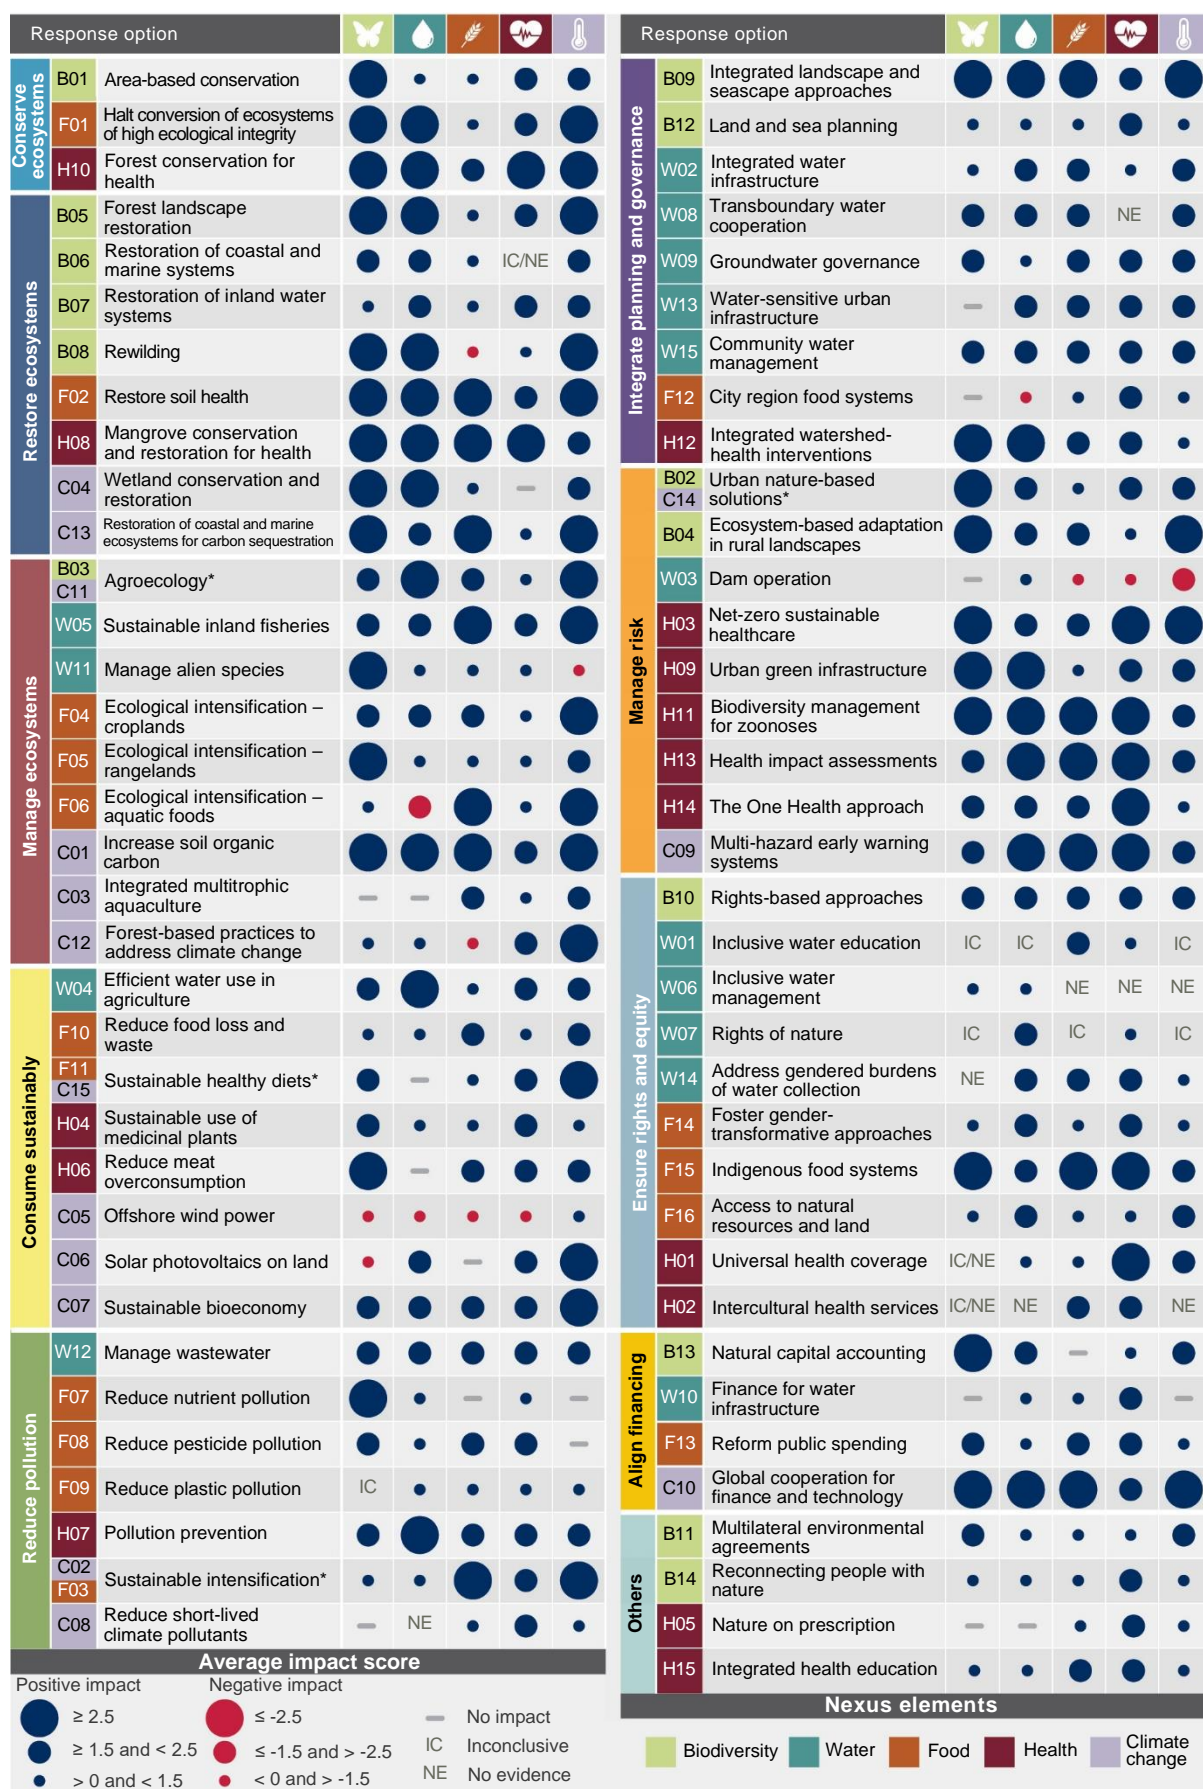 Response option
Conserve
ecosystems
B01 Area-based conservation
F01 Halt conversion of ecosystems
of high ecological integrity
H10 Forest conservation for
health
Restore ecosystems
B05 Forest landscape
restoration
B06 Restoration of coastal and
marine systems IC/NE
B07 Restoration of inland water
systems
B08 Rewilding
F02 Restore soil health
H08 Mangrove conservation
and restoration for health
C04 Wetland conservation and
restoration
C13 Restoration of coastal and marine
ecosystems for carbon sequestration
Manage ecosystems
B03
C11 Agroecology*
W05 Sustainable inland fisheries
W11 Manage alien species
F04 Ecological intensification –
croplands
F05 Ecological intensification –
rangelands
F06 Ecological intensification –
aquatic foods
C01 Increase soil organic
carbon
C03 Integrated multitrophic
aquaculture
C12 Forest-based practices to
address climate change
Consume sustainably
W04 Efficient water use in
agriculture
F10 Reduce food loss and
waste
F11
C15 Sustainable healthy diets*
H04 Sustainable use of
medicinal plants
H06 Reduce meat
overconsumption
C05 Offshore wind power
C06 Solar photovoltaics on land
C07 Sustainable bioeconomy
Reduce pollution
W12 Manage wastewater
F07 Reduce nutrient pollution
F08 Reduce pesticide pollution
F09 Reduce plastic pollution IC
H07 Pollution prevention
C02
F03 Sustainable intensification*
C08 Reduce short-lived
climate pollutants NE
Average impact score
Positive impact Negative impact
≥ 2.5 ≤ -2.5 No impact
≥ 1.5 and < 2.5 ≤ -1.5 and > -2.5 IC Inconclusive
> 0 and < 1.5 < 0 and > -1.5 NE No evidence
Response option
Integrate planning and governance
B09 Integrated landscape and
seascape approaches
B12 Land and sea planning
W02 Integrated water
infrastructure
W08 Transboundary water
cooperation NE
W09 Groundwater governance
W13 Water-sensitive urban
infrastructure
W15 Community water
management
F12 City region food systems
H12 Integrated watershed-
health interventions
Manage risk
B02
C14 Urban nature-based
solutions*
B04 Ecosystem-based adaptation
in rural landscapes
W03 Dam operation
H03 Net-zero sustainable
healthcare
H09 Urban green infrastructure
H11 Biodiversity management
for zoonoses
H13 Health impact assessments
H14 The One Health approach
C09 Multi-hazard early warning
systems
Ensure rights and equity
B10 Rights-based approaches
W01 Inclusive water education IC IC IC
W06 Inclusive water
management NE NE NE
W07 Rights of nature IC IC IC
W14 Address gendered burdens
of water collection NE
F14 Foster gender-
transformative approaches
F15 Indigenous food systems
F16 Access to natural
resources and land
H01 Universal health coverage IC/NE
H02 Intercultural health services IC/NE NE NE
Align financing
B13 Natural capital accounting
W10 Finance for water
infrastructure
F13 Reform public spending
C10 Global cooperation for
finance and technology
Others
B11 Multilateral environmental
agreements
B14 Reconnecting people with
nature
H05 Nature on prescription
H15 Integrated health education
Nexus elements
Biodiversity Water Food Health Climate
change